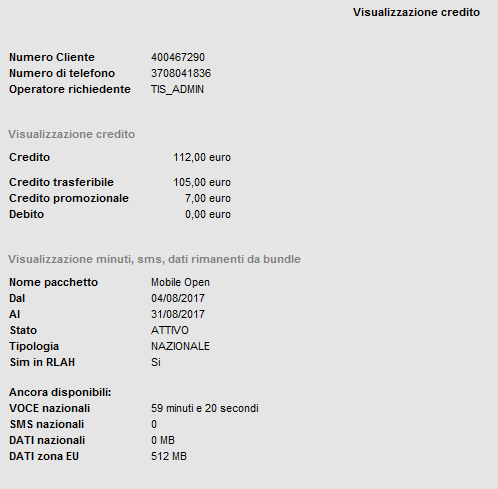 Visualizzazione credito
Numero Cliente 400467290
Numero di telefono 3708041836
Operatore richiedente TIS_ADMIN
Visualizzazione credito
Credito 112,00 euro
Credito trasferibile 105,00 euro
Credito promozionale 7,00 euro
Debito 0,00 euro
Visualizzazione minuti, sms, dati rimanenti da bundle
Nome pacchetto Mobile Open
Dal 04/08/2017
Al 31/08/2017
Stato ATTIVO
Tipologia NAZIONALE
Sim in RLAH Si
Ancora disponibili:
VOCE nazionali 59 minuti e 20 secondi
SMS nazionali 0
DATI nazionali 0 MB
DATI zona EU 512 MB